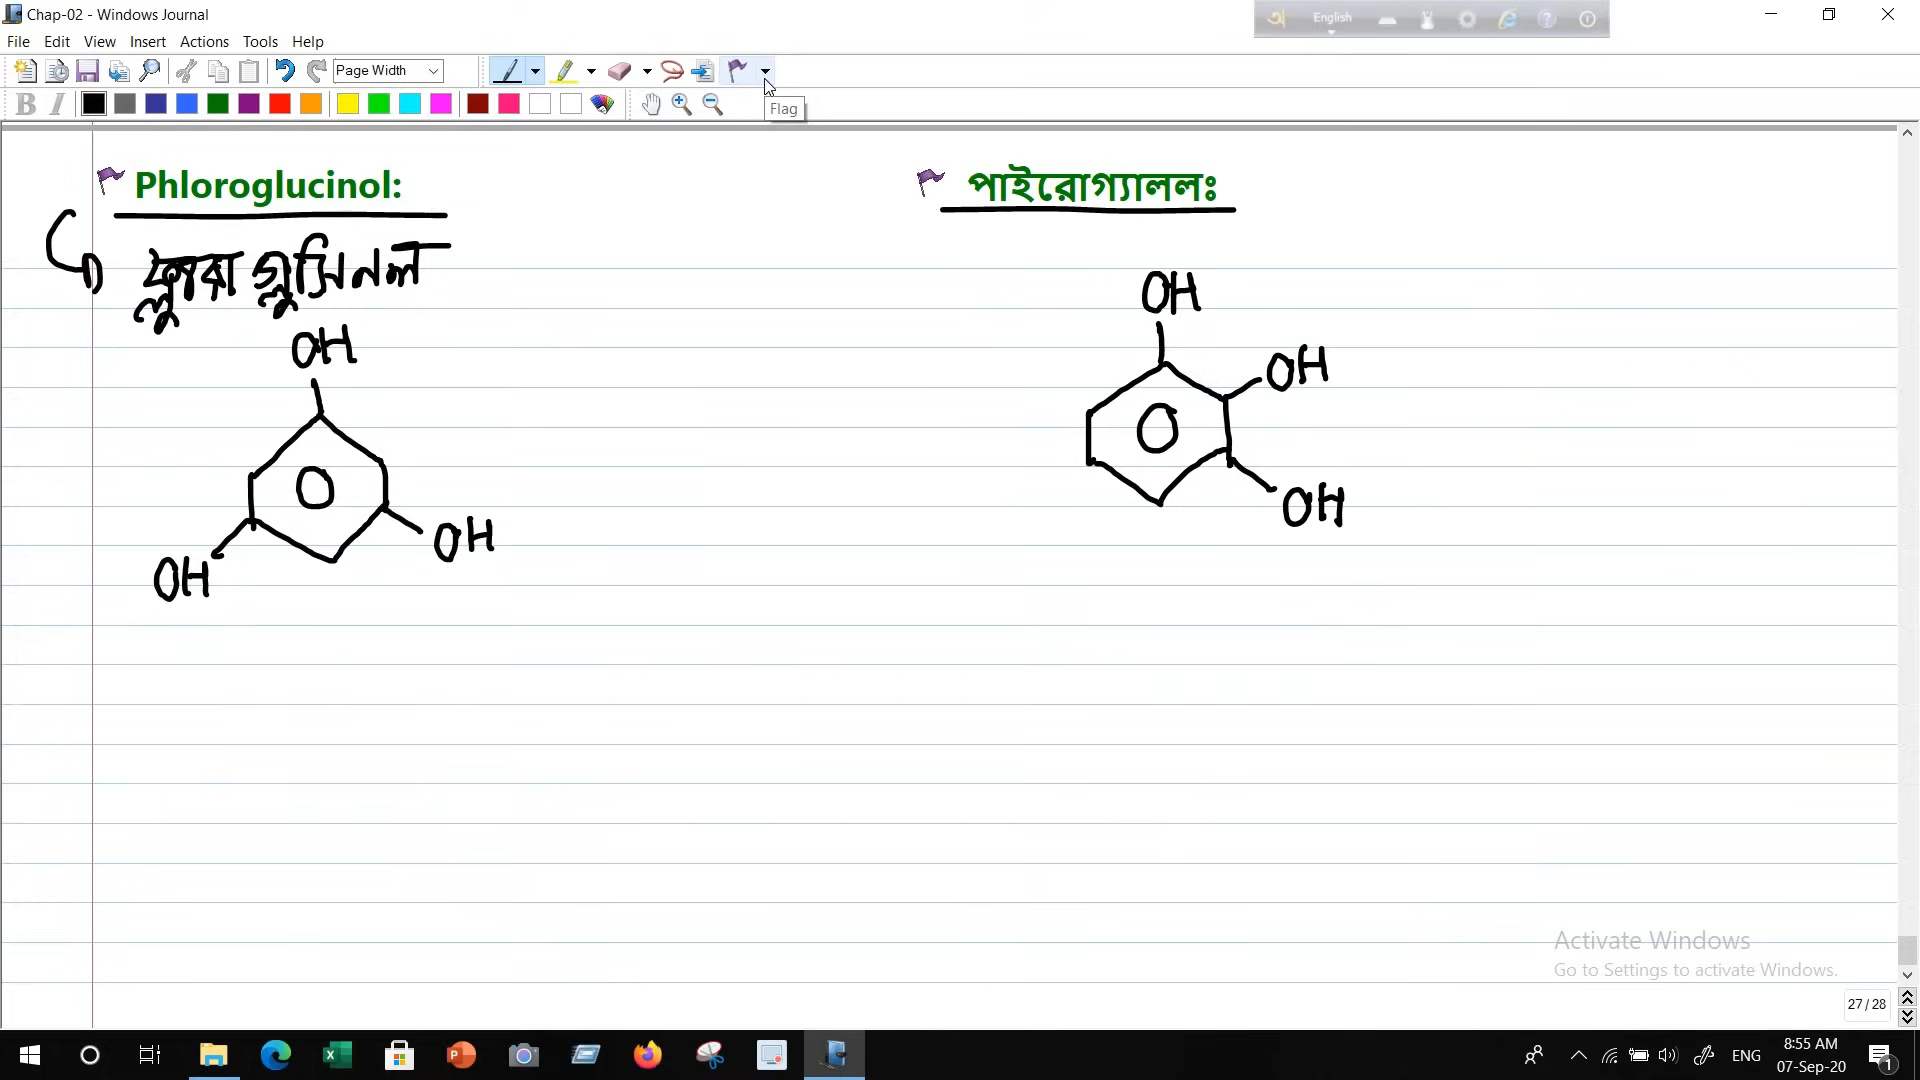 Chap-02 - Windows Journal
English
File Edit View Insert Actions Tools Help
Page Width
B I
Flag
Phloroglucinol:
পাইরোগ্যাললঃ
OH
OH
OH
OH
OH
OH
Activate Windows
Go to Settings to activate Windows.
27 / 28
ENG
8:55 AM
07-Sep-20
1